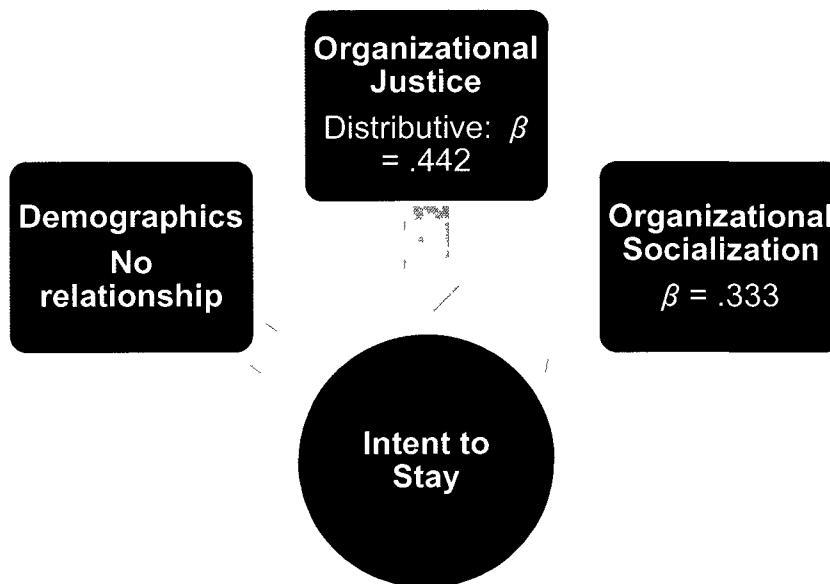 Organizational
Justice
Distributive: β
= .442
Demographics
No
relationship
Organizational
Socialization
β = .333
Intent to
Stay